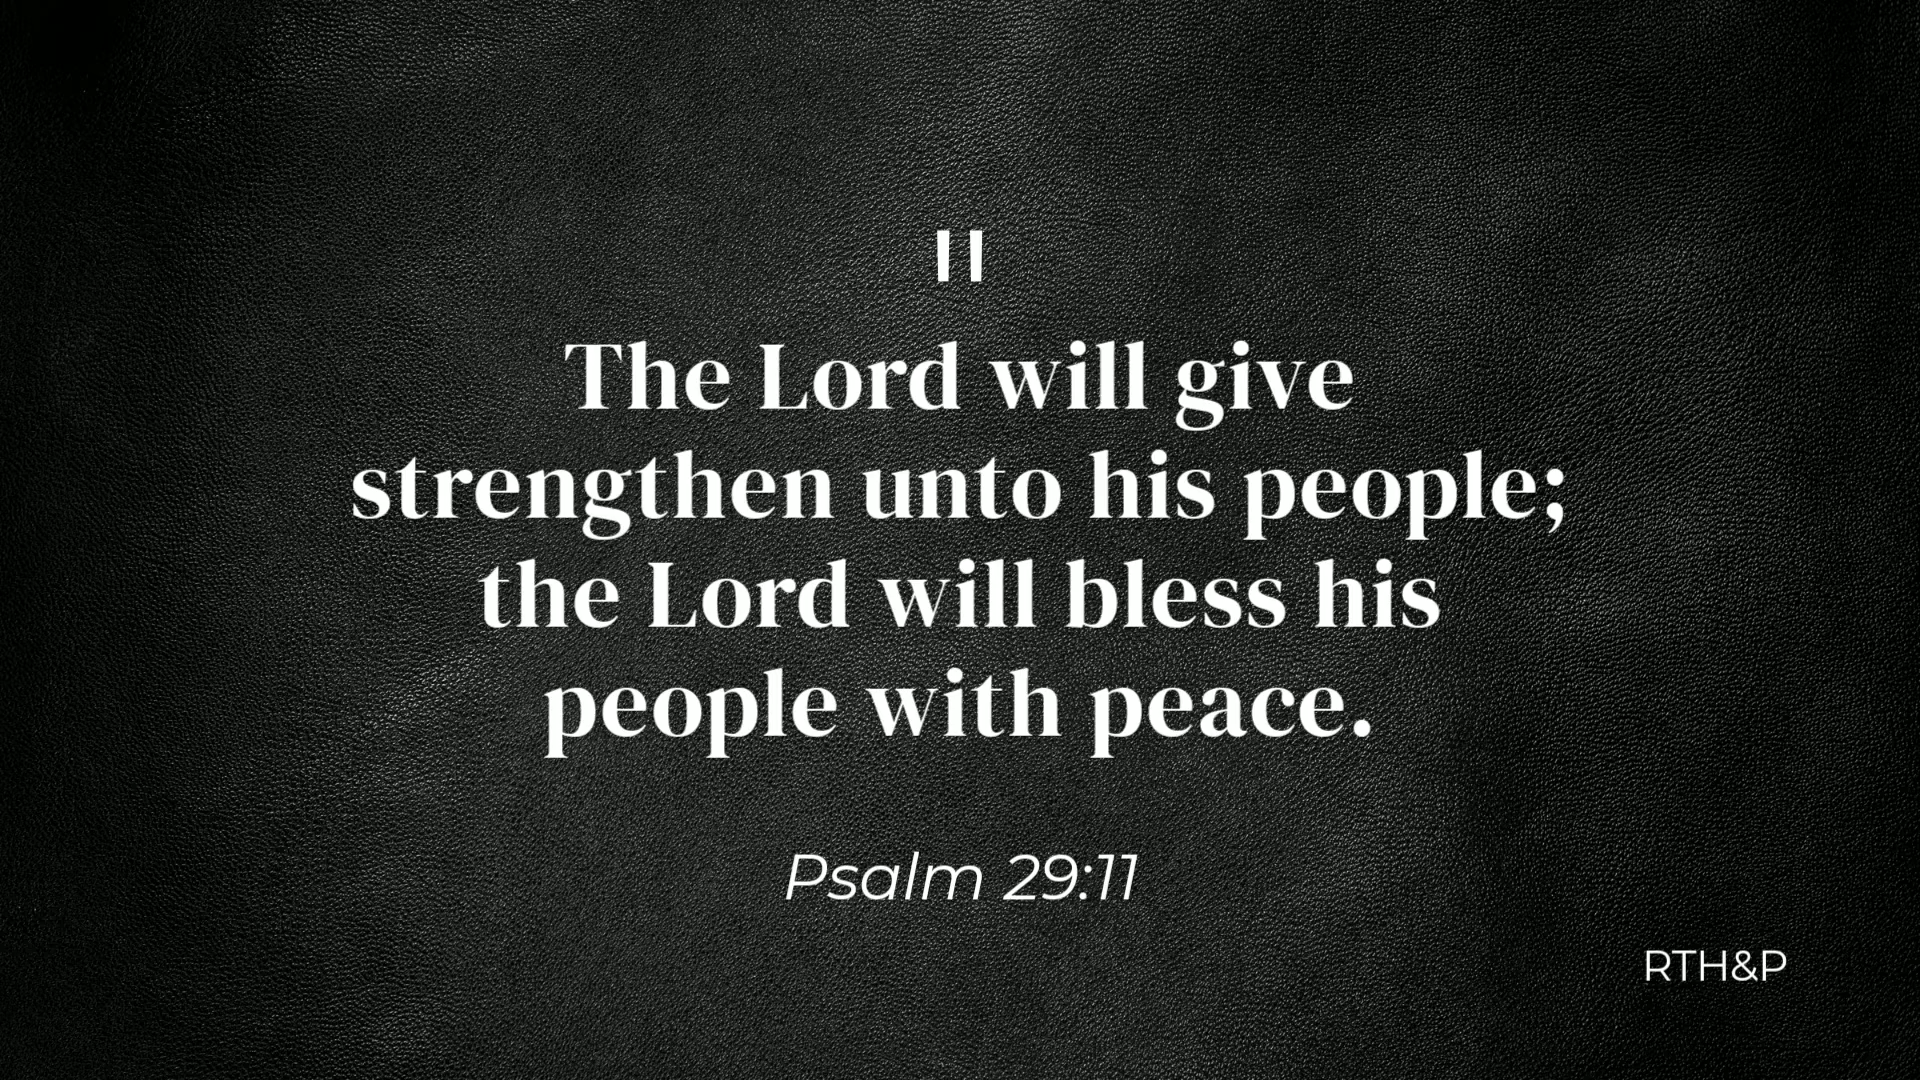 "
The Lord will give
strengthen unto his people;
the Lord will bless his
people with peace.
Psalm 29:11
RTH&P